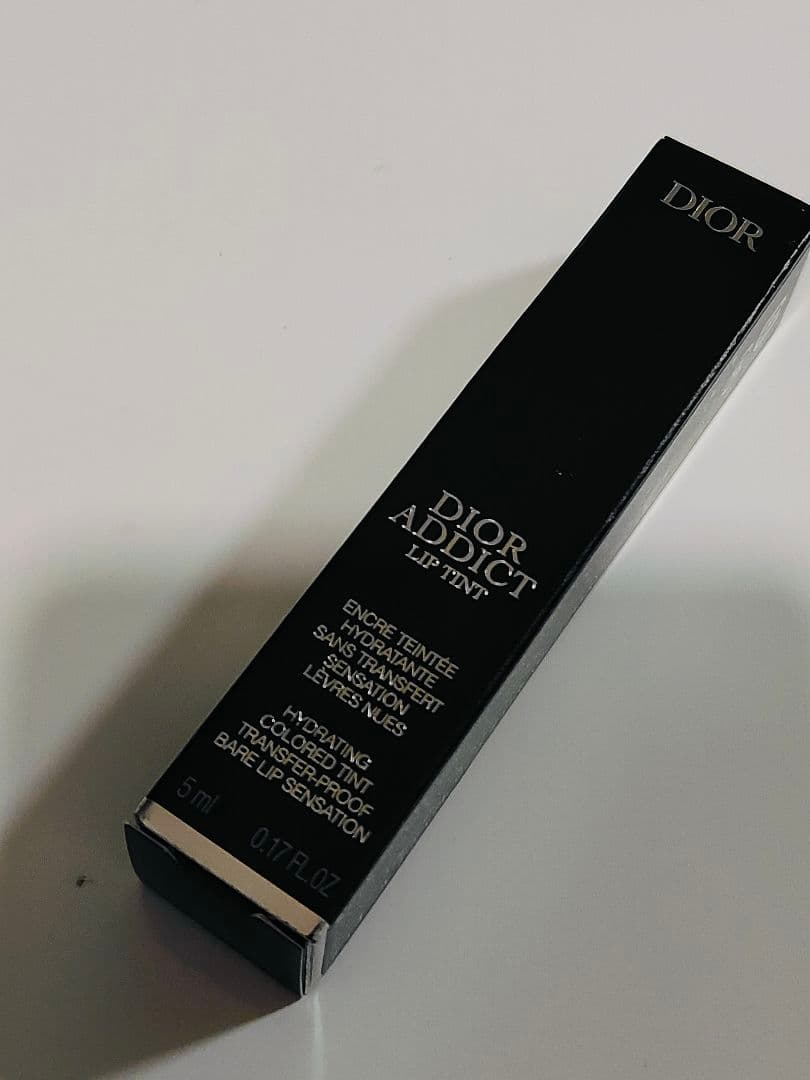 DIOR
DIOR
ADDICT
LIP TINT
ENCRE TEINTÉE
HYDRATANTE
SANS TRANSFERT
SENSATION
LÈVRES NUES
HYDRATING
COLORED TINT
TRANSFER-PROOF
BARE LIP SENSATION
5 ml 0.17 FL.OZ